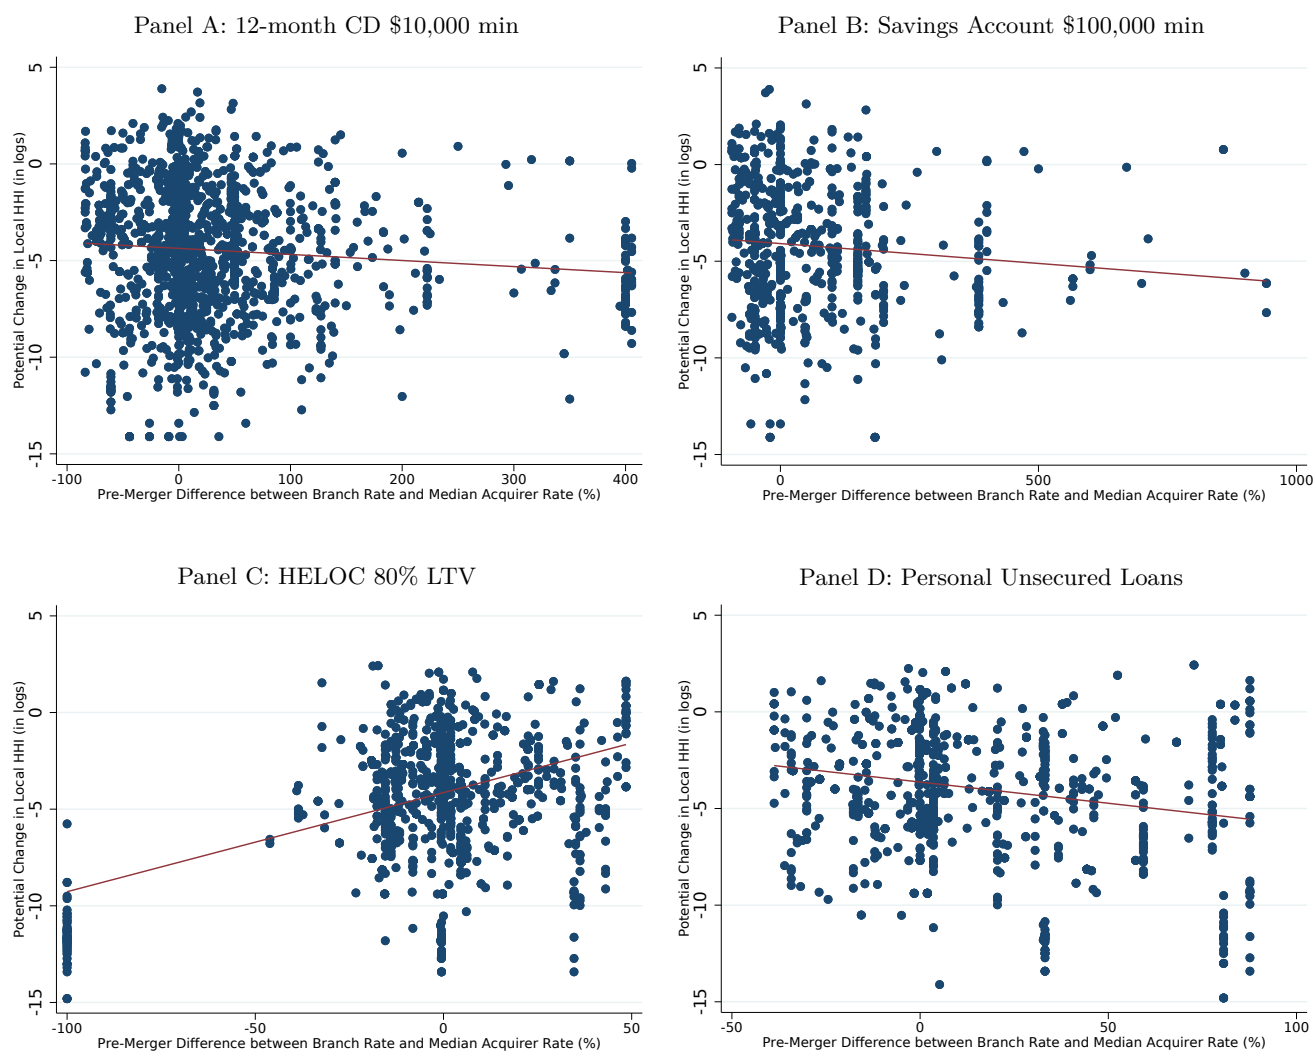 Panel A: 12-month CD $10,000 min
Potential Change in Local HHI (in logs)
5
0
-5
-10
-15
-100 0 100 200 300 400
Pre-Merger Difference between Branch Rate and Median Acquirer Rate (%)
Panel B: Savings Account $100,000 min
Potential Change in Local HHI (in logs)
5
0
-5
-10
-15
0 500 1000
Pre-Merger Difference between Branch Rate and Median Acquirer Rate (%)
Panel C: HELOC 80% LTV
Potential Change in Local HHI (in logs)
5
0
-5
-10
-15
-100 -50 0 50
Pre-Merger Difference between Branch Rate and Median Acquirer Rate (%)
Panel D: Personal Unsecured Loans
Potential Change in Local HHI (in logs)
5
0
-5
-10
-15
-50 0 50 100
Pre-Merger Difference between Branch Rate and Median Acquirer Rate (%)